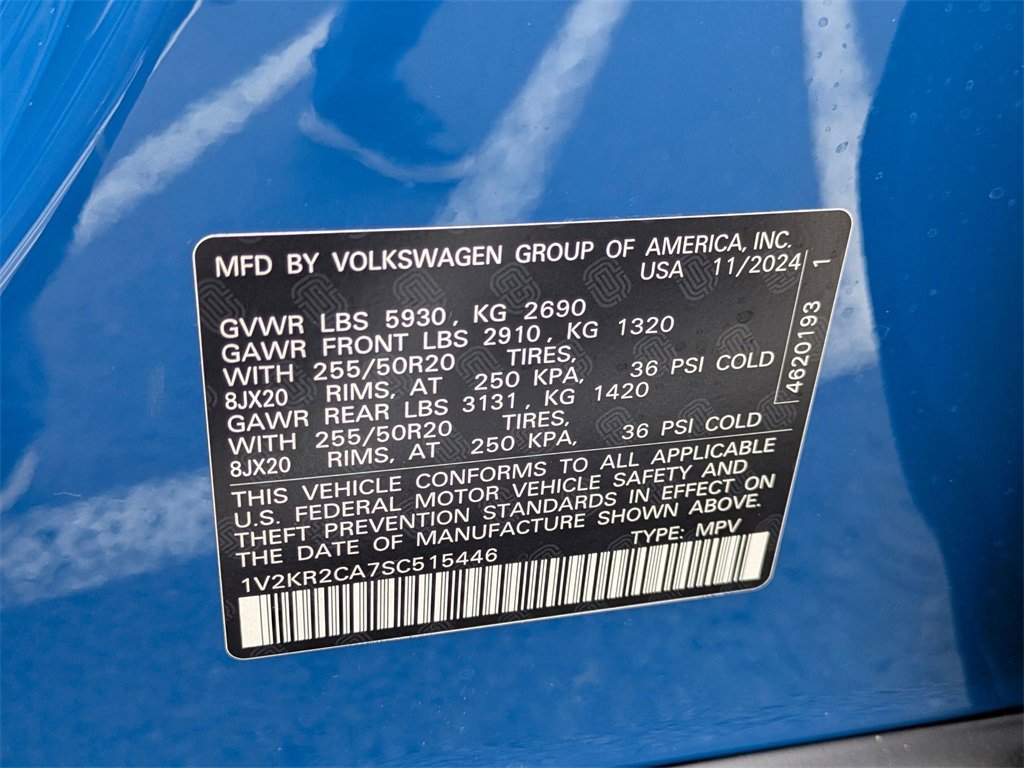 MFD BY VOLKSWAGEN GROUP OF AMERICA, INC.
USA 11/2024
GVWR LBS 5930, KG 2690
GAWR FRONT LBS 2910, KG 1320
WITH 255/50R20 TIRES,
8JX20 RIMS, AT 250 KPA, 36 PSI COLD
GAWR REAR LBS 3131, KG 1420
WITH 255/50R20 TIRES,
8JX20 RIMS, AT 250 KPA, 36 PSI COLD
4620193 1
THIS VEHICLE CONFORMS TO ALL APPLICABLE
U.S. FEDERAL MOTOR VEHICLE SAFETY AND
THEFT PREVENTION STANDARDS IN EFFECT ON
THE DATE OF MANUFACTURE SHOWN ABOVE.
1V2KR2CA7SC515446 TYPE: MPV